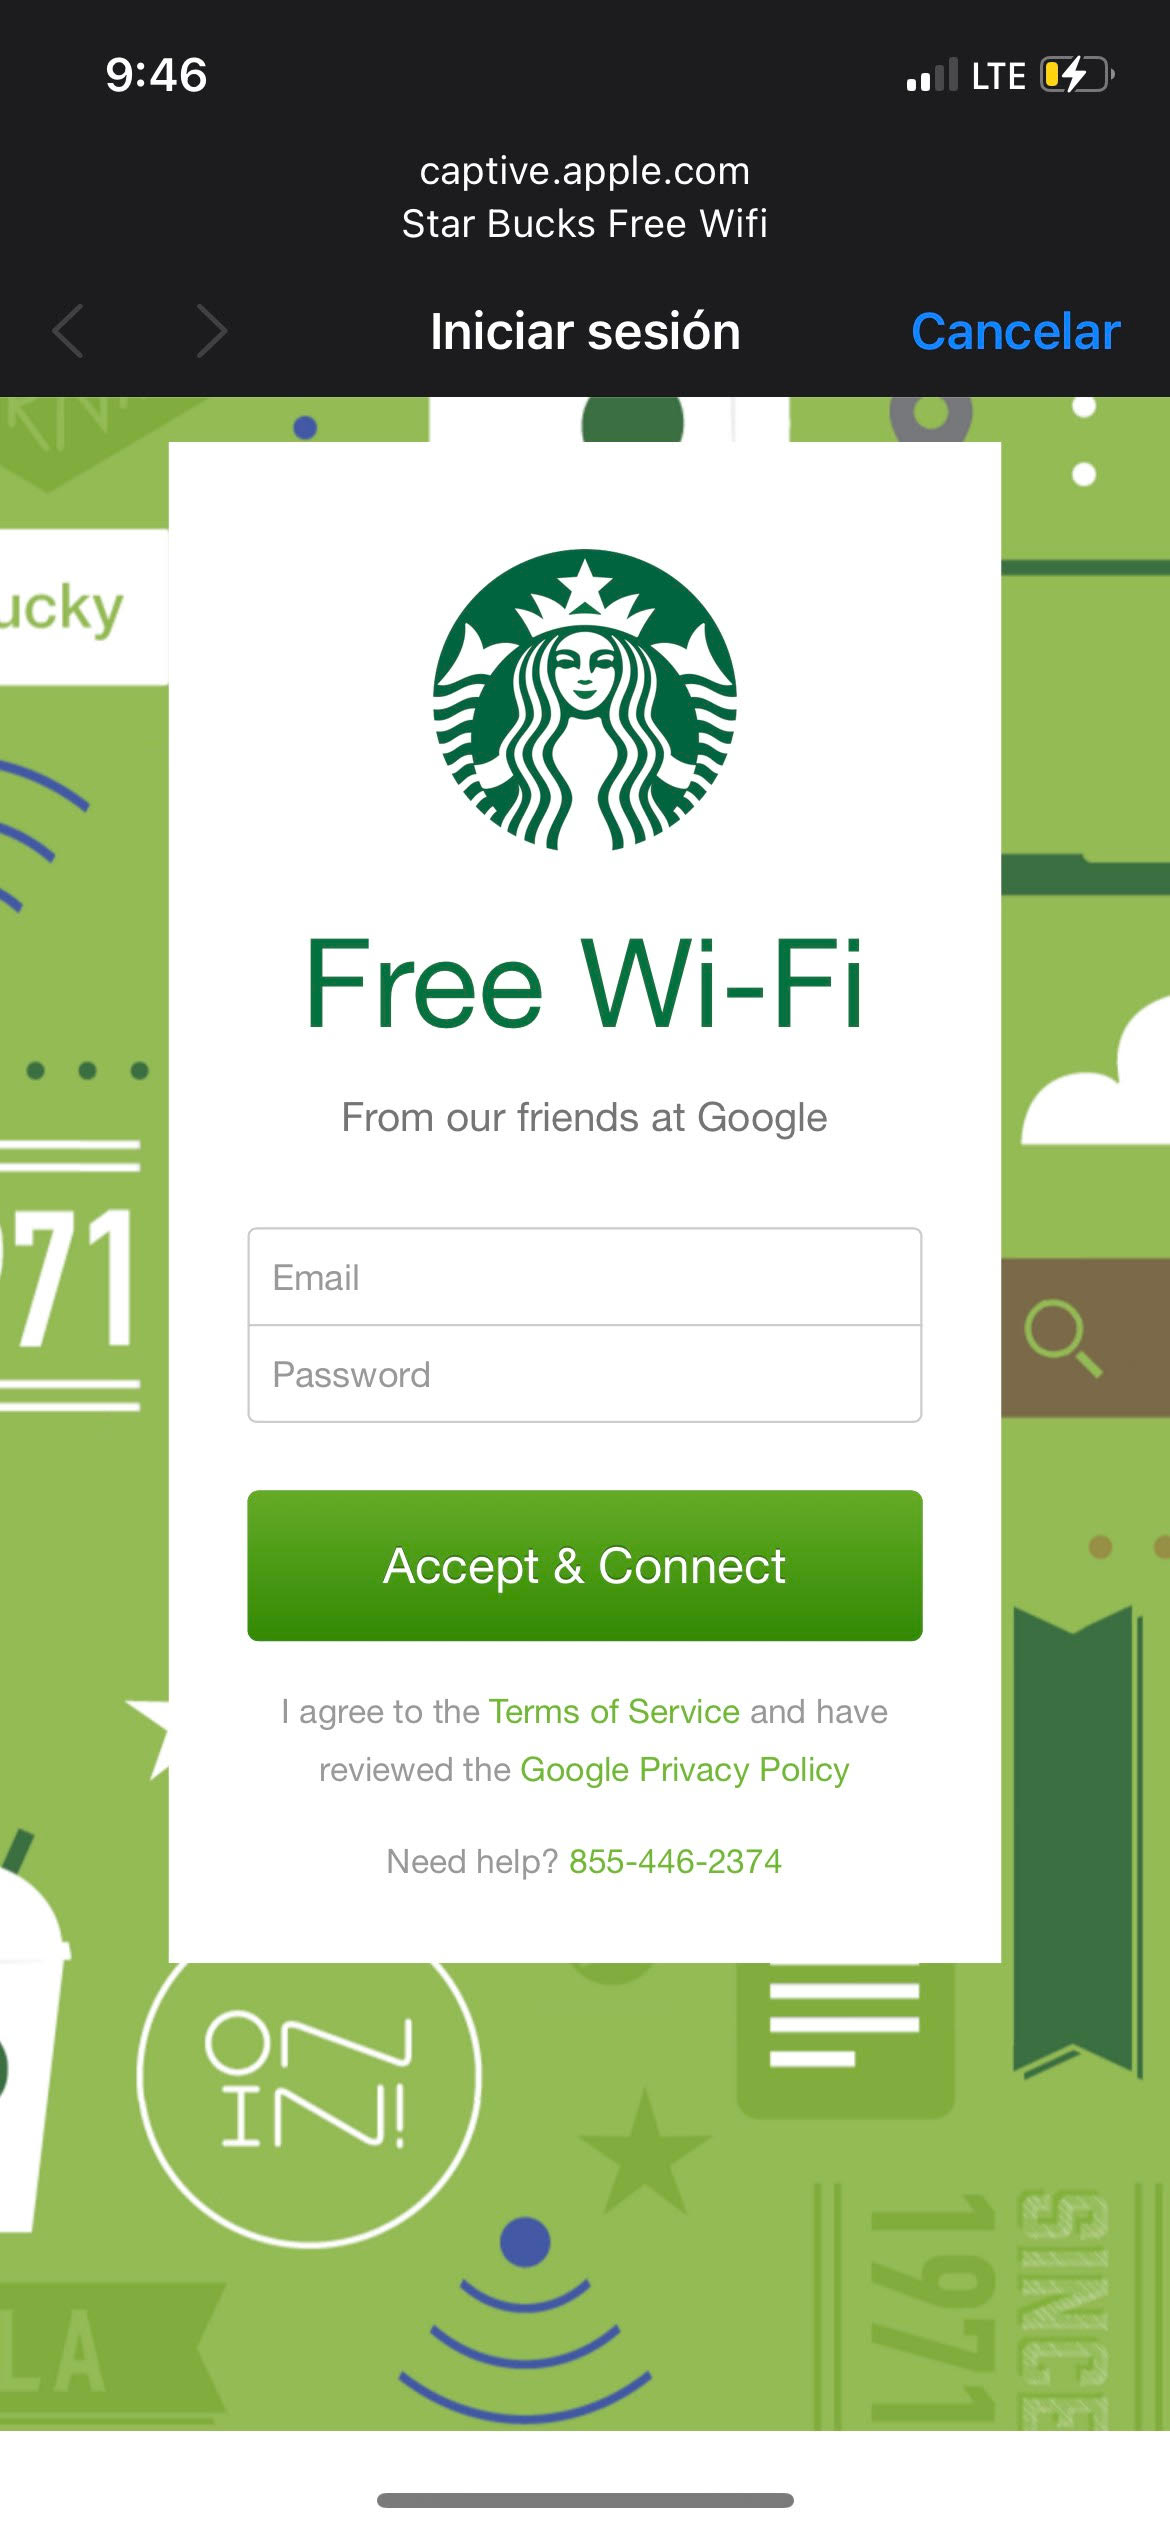 9:46
LTE
captive.apple.com
Star Bucks Free Wifi
Iniciar sesión
Cancelar
ucky
Free Wi-Fi
From our friends at Google
71
Email
Password
Accept & Connect
I agree to the Terms of Service and have
reviewed the Google Privacy Policy
Need help? 855-446-2374
ON
IN!
LA
SINCE
1971